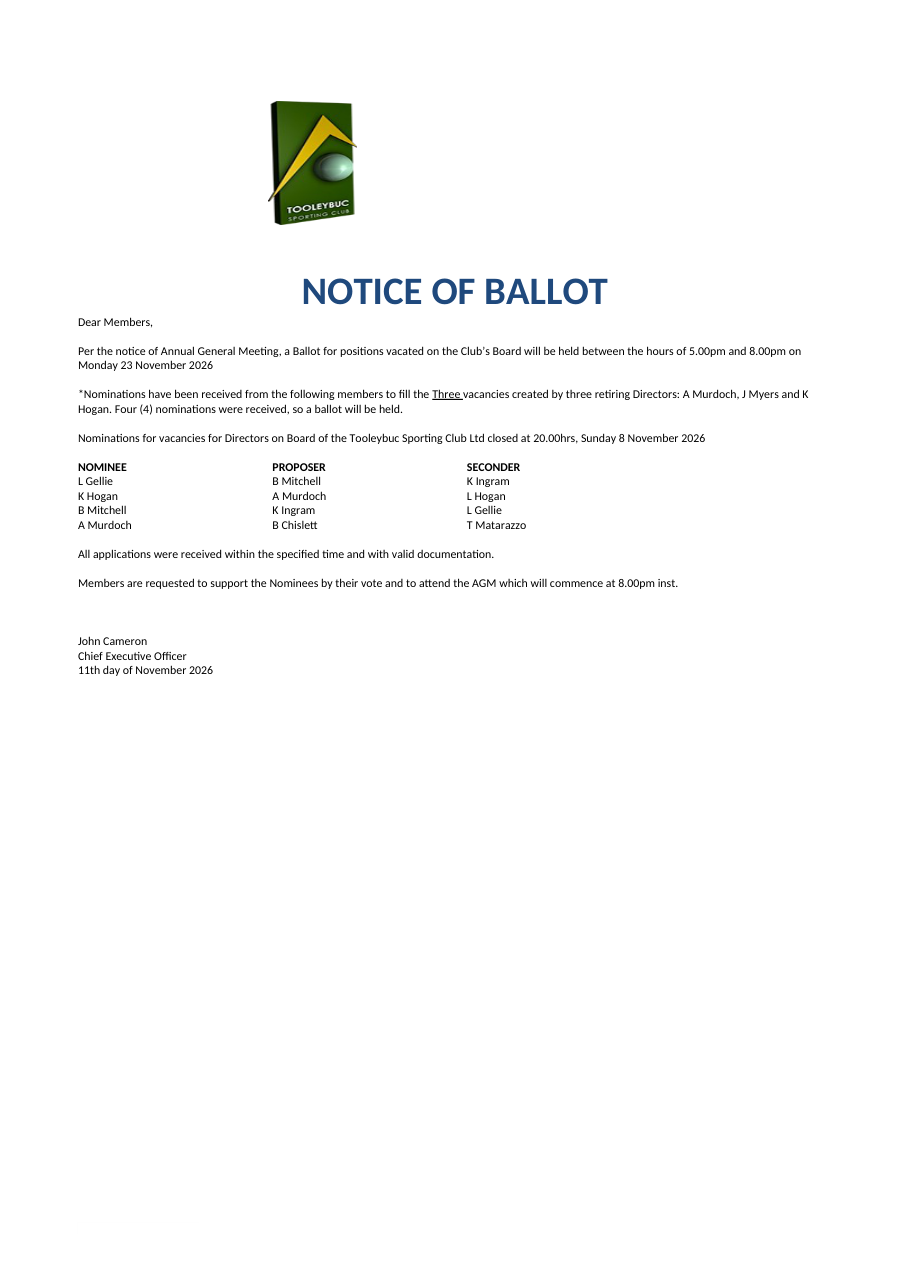 TOOLEYBUC
SPORTING CLUB
NOTICE OF BALLOT
Dear Members,
Per the notice of Annual General Meeting, a Ballot for positions vacated on the Club’s Board will be held between the hours of 5.00pm and 8.00pm on
Monday 23 November 2026
*Nominations have been received from the following members to fill the Three vacancies created by three retiring Directors: A Murdoch, J Myers and K
Hogan. Four (4) nominations were received, so a ballot will be held.
Nominations for vacancies for Directors on Board of the Tooleybuc Sporting Club Ltd closed at 20.00hrs, Sunday 8 November 2026
NOMINEE PROPOSER SECONDER
L Gellie B Mitchell K Ingram
K Hogan A Murdoch L Hogan
B Mitchell K Ingram L Gellie
A Murdoch B Chislett T Matarazzo
All applications were received within the specified time and with valid documentation.
Members are requested to support the Nominees by their vote and to attend the AGM which will commence at 8.00pm inst.
John Cameron
Chief Executive Officer
11th day of November 2026